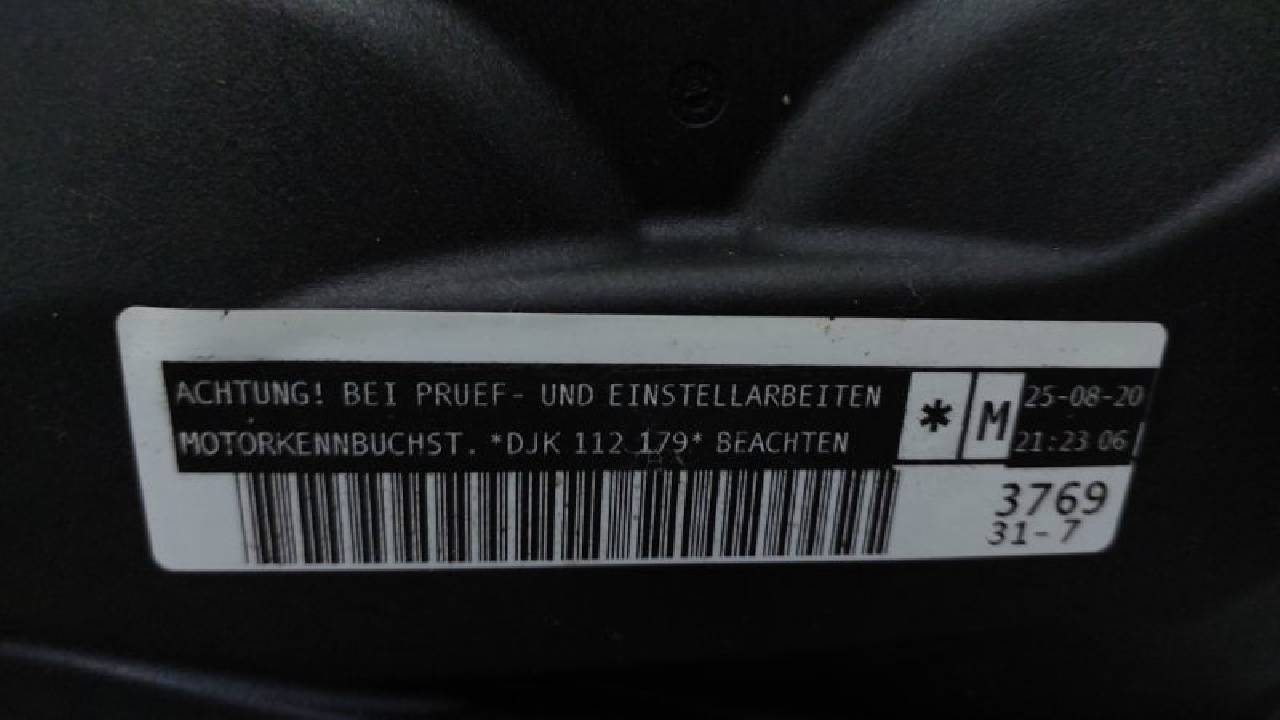 ACHTUNG! BEI PRUEF- UND EINSTELLARBEITEN
MOTORKENNBUCHST. *DJK 112 179* BEACHTEN
* M
25-08-20
21:23 06
3769
31- 7